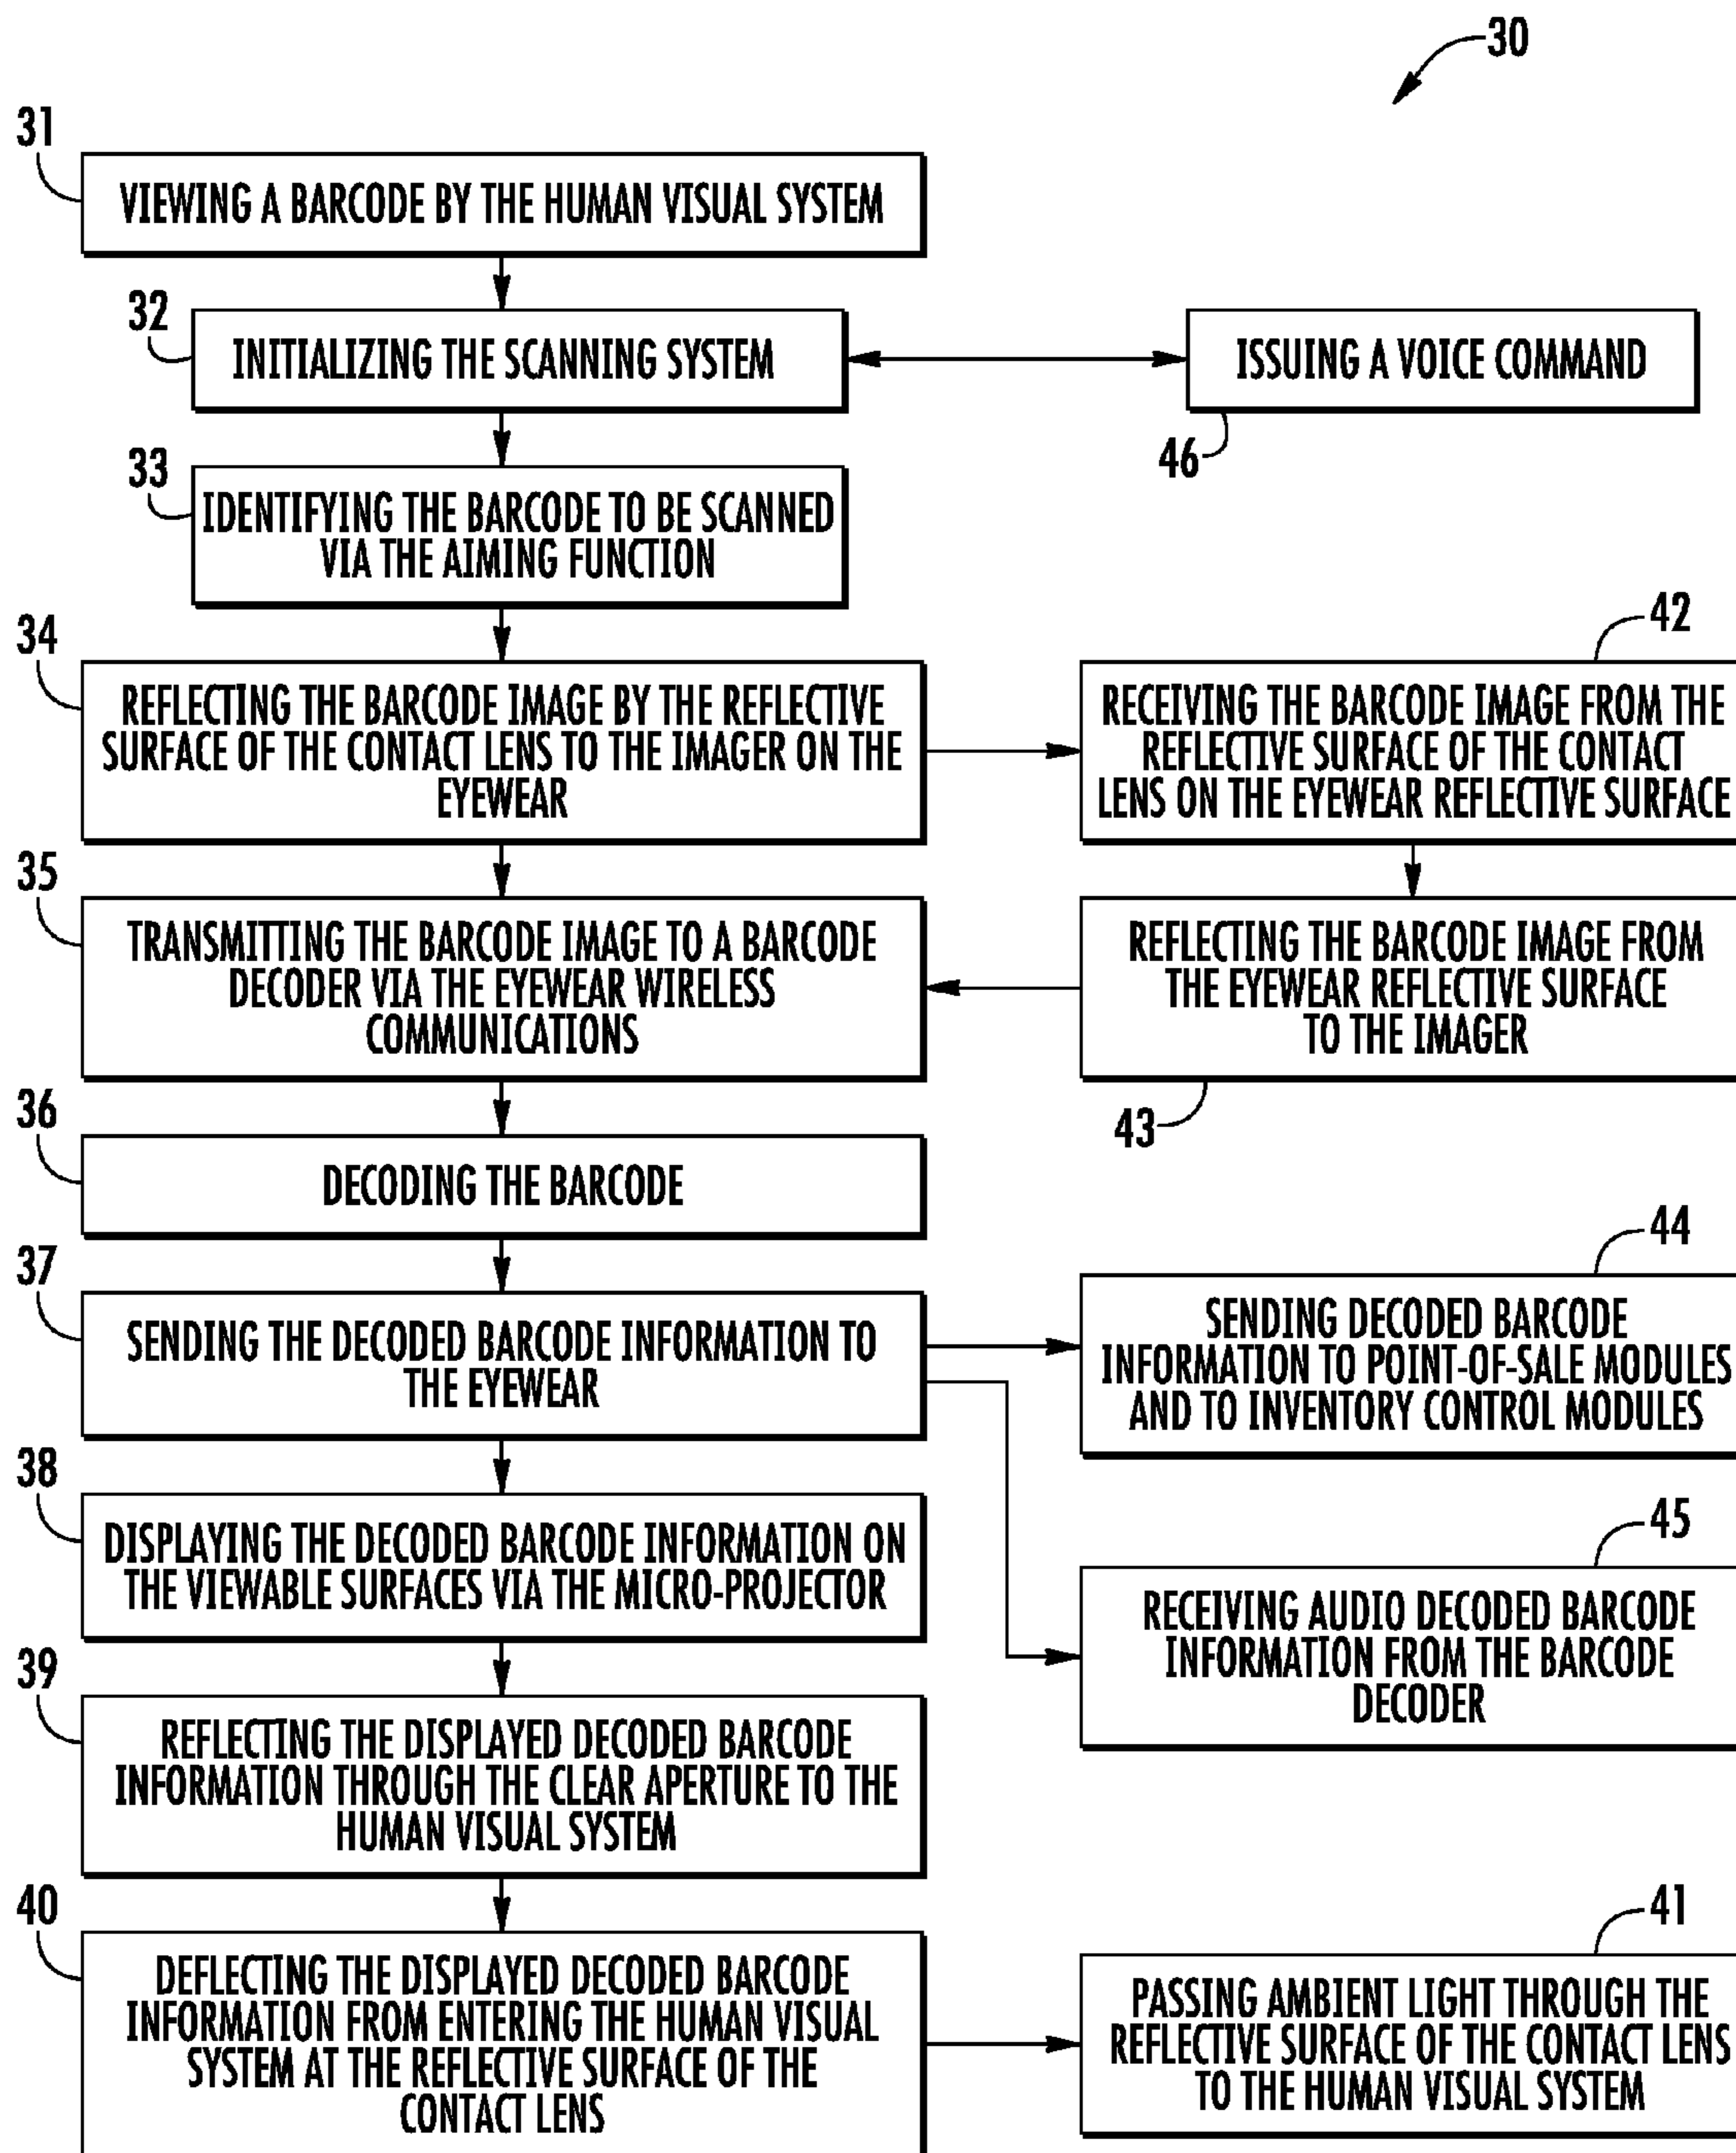 30
31
VIEWING A BARCODE BY THE HUMAN VISUAL SYSTEM
32
INITIALIZING THE SCANNING SYSTEM
ISSUING A VOICE COMMAND
46
33
IDENTIFYING THE BARCODE TO BE SCANNED
VIA THE AIMING FUNCTION
34
REFLECTING THE BARCODE IMAGE BY THE REFLECTIVE
SURFACE OF THE CONTACT LENS TO THE IMAGER ON THE
EYEWEAR
42
RECEIVING THE BARCODE IMAGE FROM THE
REFLECTIVE SURFACE OF THE CONTACT
LENS ON THE EYEWEAR REFLECTIVE SURFACE
35
TRANSMITTING THE BARCODE IMAGE TO A BARCODE
DECODER VIA THE EYEWEAR WIRELESS
COMMUNICATIONS
REFLECTING THE BARCODE IMAGE FROM
THE EYEWEAR REFLECTIVE SURFACE
TO THE IMAGER
43
36
DECODING THE BARCODE
37
SENDING THE DECODED BARCODE INFORMATION TO
THE EYEWEAR
44
SENDING DECODED BARCODE
INFORMATION TO POINT-OF-SALE MODULES
AND TO INVENTORY CONTROL MODULES
38
DISPLAYING THE DECODED BARCODE INFORMATION ON
THE VIEWABLE SURFACES VIA THE MICRO-PROJECTOR
45
RECEIVING AUDIO DECODED BARCODE
INFORMATION FROM THE BARCODE
DECODER
39
REFLECTING THE DISPLAYED DECODED BARCODE
INFORMATION THROUGH THE CLEAR APERTURE TO THE
HUMAN VISUAL SYSTEM
40
DEFLECTING THE DISPLAYED DECODED BARCODE
INFORMATION FROM ENTERING THE HUMAN VISUAL
SYSTEM AT THE REFLECTIVE SURFACE OF THE
CONTACT LENS
41
PASSING AMBIENT LIGHT THROUGH THE
REFLECTIVE SURFACE OF THE CONTACT LENS
TO THE HUMAN VISUAL SYSTEM